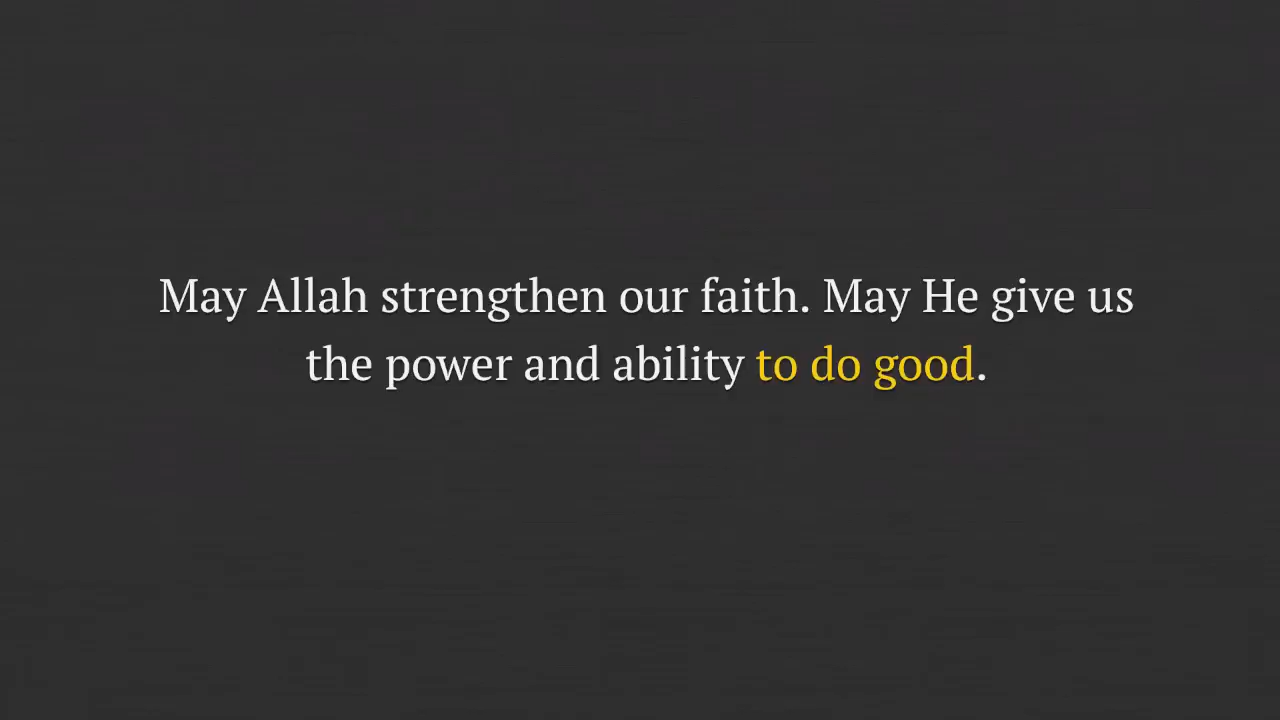 May Allah strengthen our faith. May He give us
the power and ability to do good.